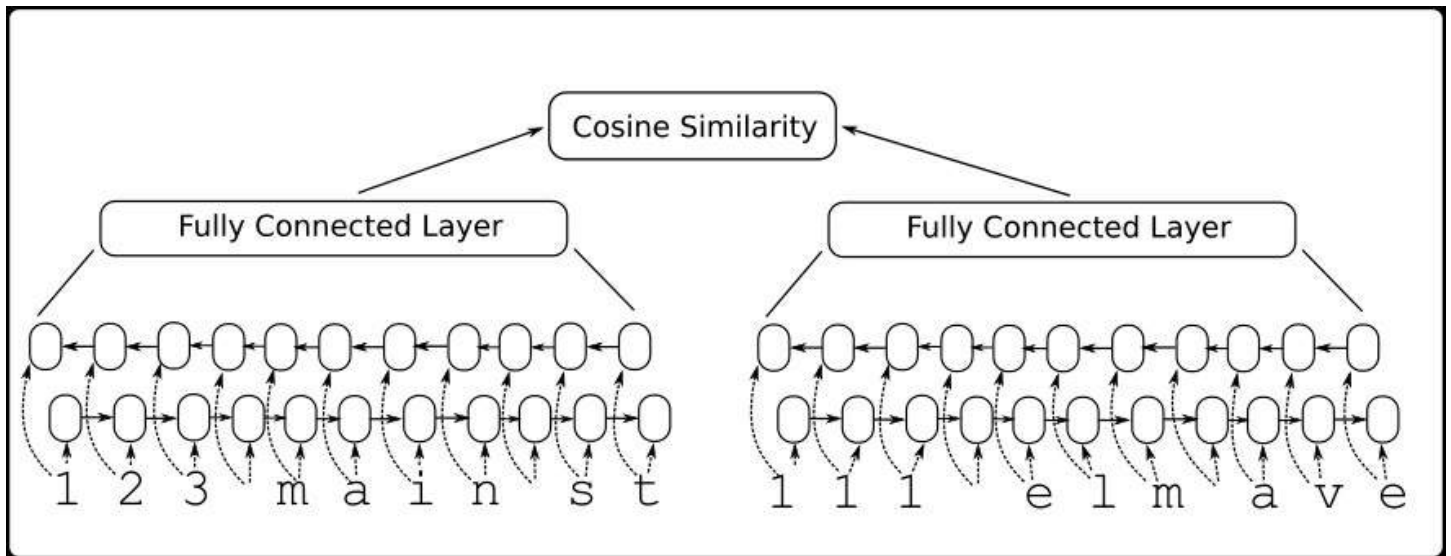 Cosine Similarity
Fully Connected Layer Fully Connected Layer
1 2 3 m a i n s t 1 1 1 e l m a v e